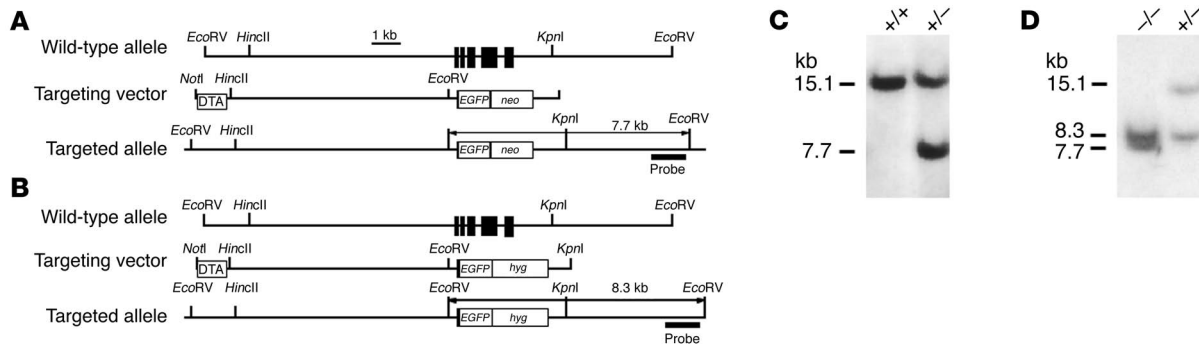 A
Wild-type allele
EcoRV HincII 1 kb KpnI EcoRV
Targeting vector
NotI HincII EcoRV
DTA EGFP neo
Targeted allele
EcoRV HincII KpnI 7.7 kb EcoRV
EGFP neo
Probe
B
Wild-type allele
EcoRV HincII KpnI EcoRV
Targeting vector
NotI HincII EcoRV KpnI
DTA EGFP hyg
Targeted allele
EcoRV HincII EcoRV KpnI 8.3 kb EcoRV
EGFP hyg
Probe
C
+/+ +/–
kb
15.1
7.7
D
–/– +/–
kb
15.1
8.3
7.7